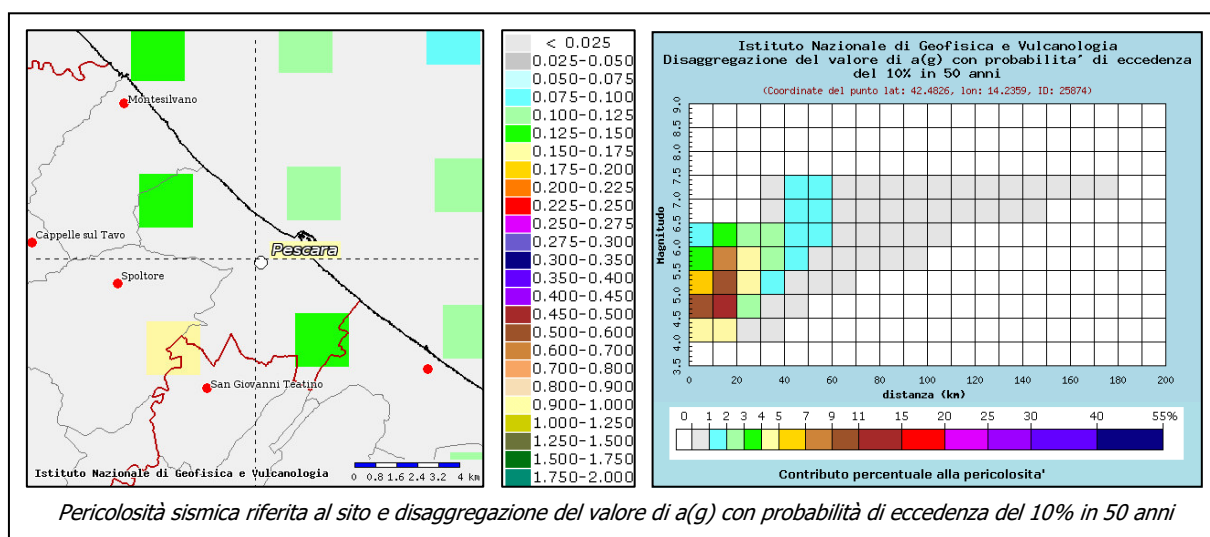 Montesilvano
Cappelle sul Tavo
Pescara
Spoltore
San Giovanni Teatino
Istituto Nazionale di Geofisica e Vulcanologia
0 0.8 1.6 2.4 3.2 4 km
< 0.025
0.025-0.050
0.050-0.075
0.075-0.100
0.100-0.125
0.125-0.150
0.150-0.175
0.175-0.200
0.200-0.225
0.225-0.250
0.250-0.275
0.275-0.300
0.300-0.350
0.350-0.400
0.400-0.450
0.450-0.500
0.500-0.600
0.600-0.700
0.700-0.800
0.800-0.900
0.900-1.000
1.000-1.250
1.250-1.500
1.500-1.750
1.750-2.000
Istituto Nazionale di Geofisica e Vulcanologia
Disaggregazione del valore di a(g) con probabilita' di eccedenza
del 10% in 50 anni
(Coordinate del punto lat: 42.4826, lon: 14.2359, ID: 25874)
Magnitudo
9.0
8.5
8.0
7.5
7.0
6.5
6.0
5.5
5.0
4.5
4.0
3.5
0 20 40 60 80 100 120 140 160 180 200
distanza (km)
0 1 2 3 4 5 7 9 11 15 20 25 30 40 55%
Contributo percentuale alla pericolosita'
Pericolosità sismica riferita al sito e disaggregazione del valore di a(g) con probabilità di eccedenza del 10% in 50 anni